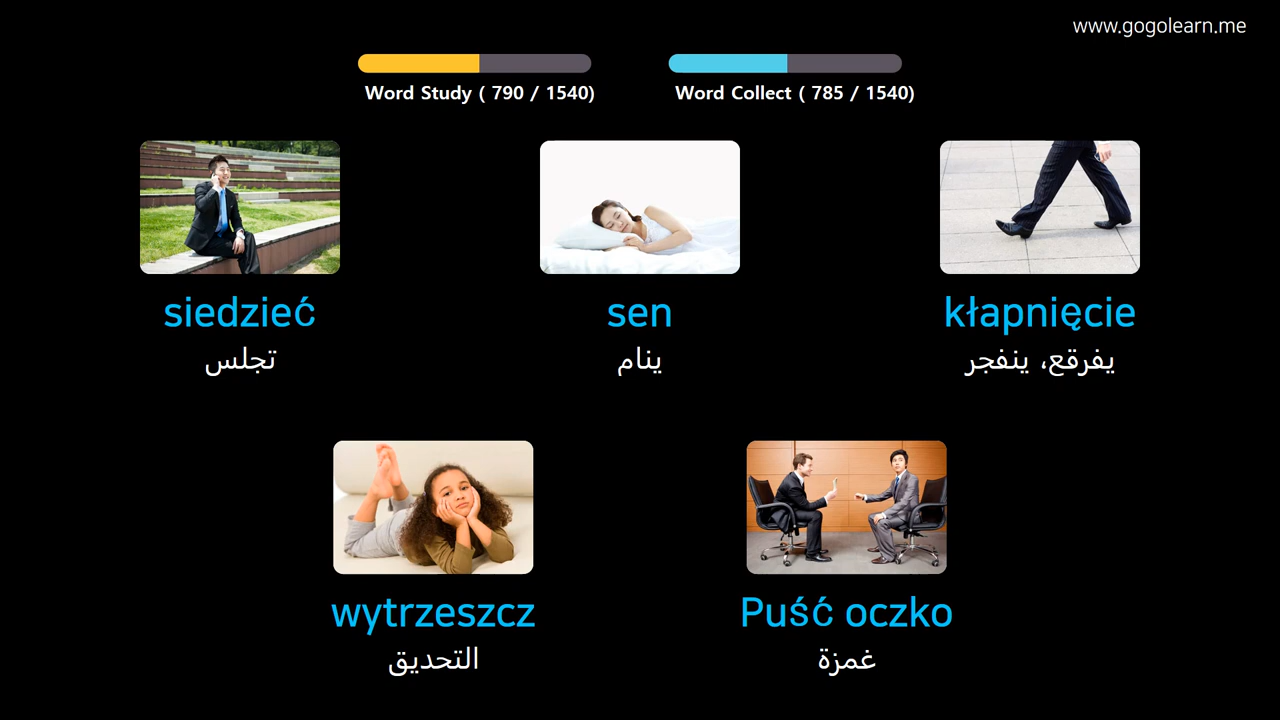 www.gogolearn.me
Word Study ( 790 / 1540)
Word Collect ( 785 / 1540)
siedzieć
تجلس
sen
ينام
kłapnięcie
يفرقع، ينفجر
wytrzeszcz
التحديق
Puść oczko
غمزة